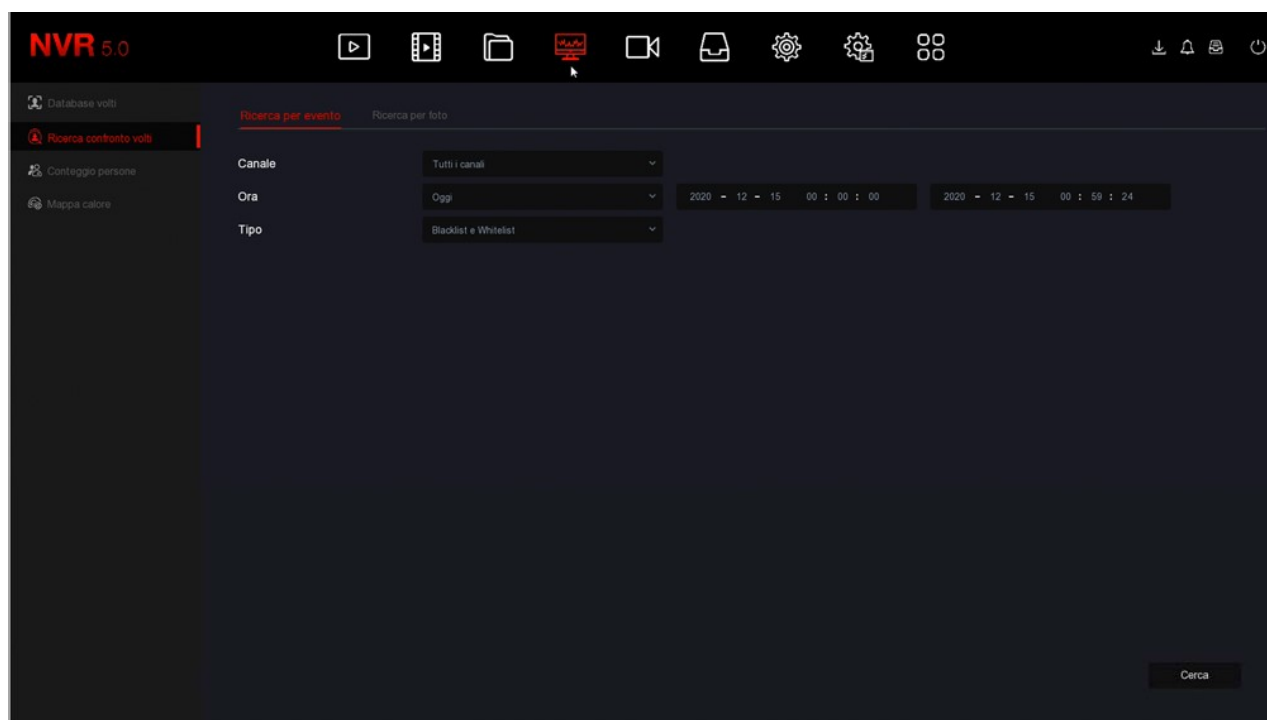 NVR 5.0
Database volti
Ricerca confronto volti
Conteggio persone
Mappa calore
Ricerca per evento Ricerca per foto
Canale Tutti i canali
Ora Oggi 2020 - 12 - 15 00 : 00 : 00 2020 - 12 - 15 00 : 59 : 24
Tipo Blacklist e Whitelist
Cerca